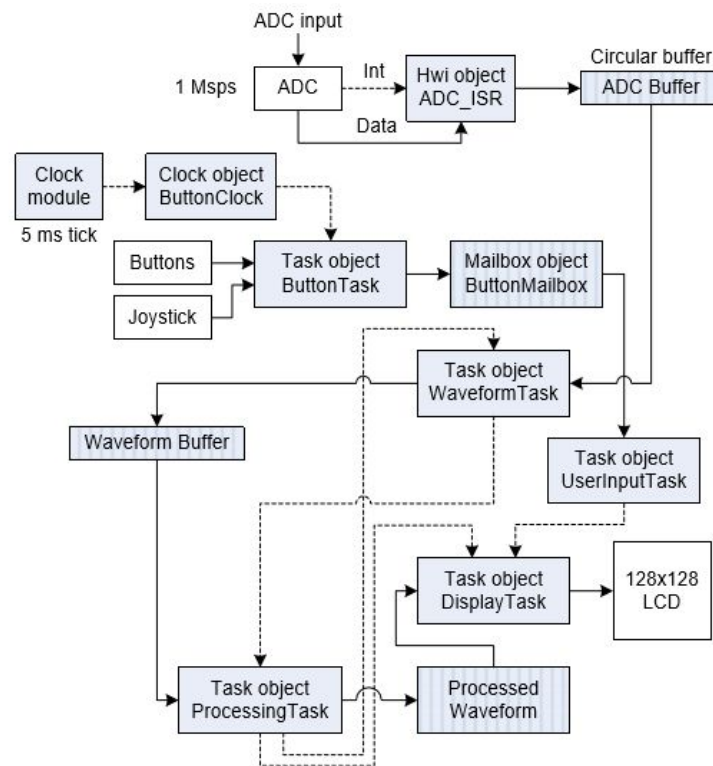 ADC input
1 Msps
ADC
Int
Data
Hwi object
ADC_ISR
Circular buffer
ADC Buffer
Clock
module
5 ms tick
Clock object
ButtonClock
Buttons
Joystick
Task object
ButtonTask
Mailbox object
ButtonMailbox
Task object
WaveformTask
Waveform Buffer
Task object
UserInputTask
Task object
DisplayTask
128x128
LCD
Task object
ProcessingTask
Processed
Waveform